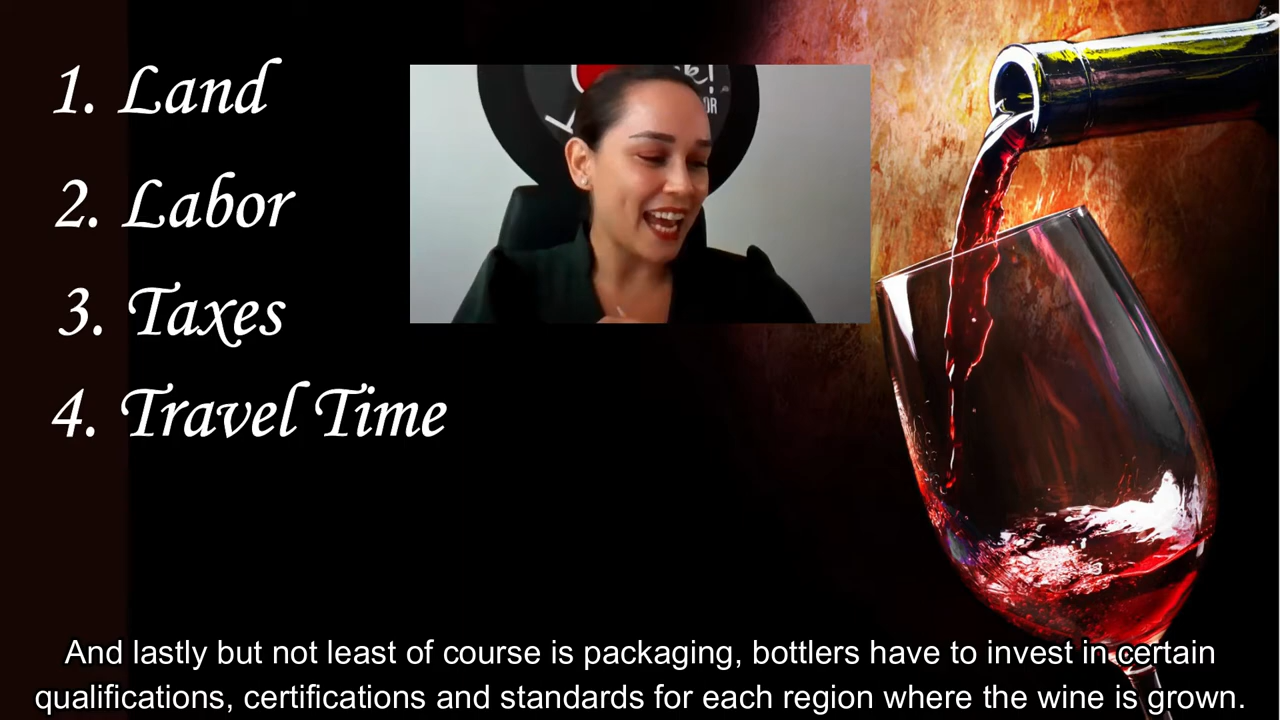 1. Land
2. Labor
3. Taxes
4. Travel Time
And lastly but not least of course is packaging, bottlers have to invest in certain
qualifications, certifications and standards for each region where the wine is grown.